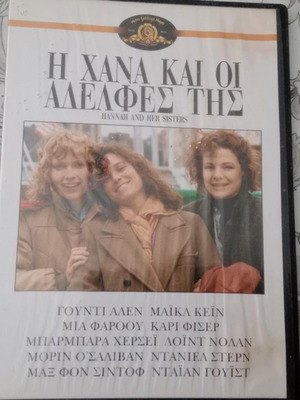 Η ΧΑΝΑ ΚΑΙ ΟΙ
ΑΔΕΛΦΕΣ ΤΗΣ
HANNAH AND HER SISTERS
ΓΟΥΝΤΙ ΑΛΕΝ ΜΑΪΚΛ ΚΕΪΝ
ΜΙΑ ΦΑΡΟΟΥ ΚΑΡΙ ΦΙΣΕΡ
ΜΠΑΡΜΠΑΡΑ ΧΕΡΣΕΪ ΛΟΪΝΤ ΝΟΛΑΝ
ΜΟΡΙΝ Ο'ΣΑΛΙΒΑΝ ΝΤΑΝΙΕΛ ΣΤΕΡΝ
ΜΑΞ ΦΟΝ ΣΙΝΤΟΦ ΝΤΑΪΑΝ ΓΟΥΙΣΤ